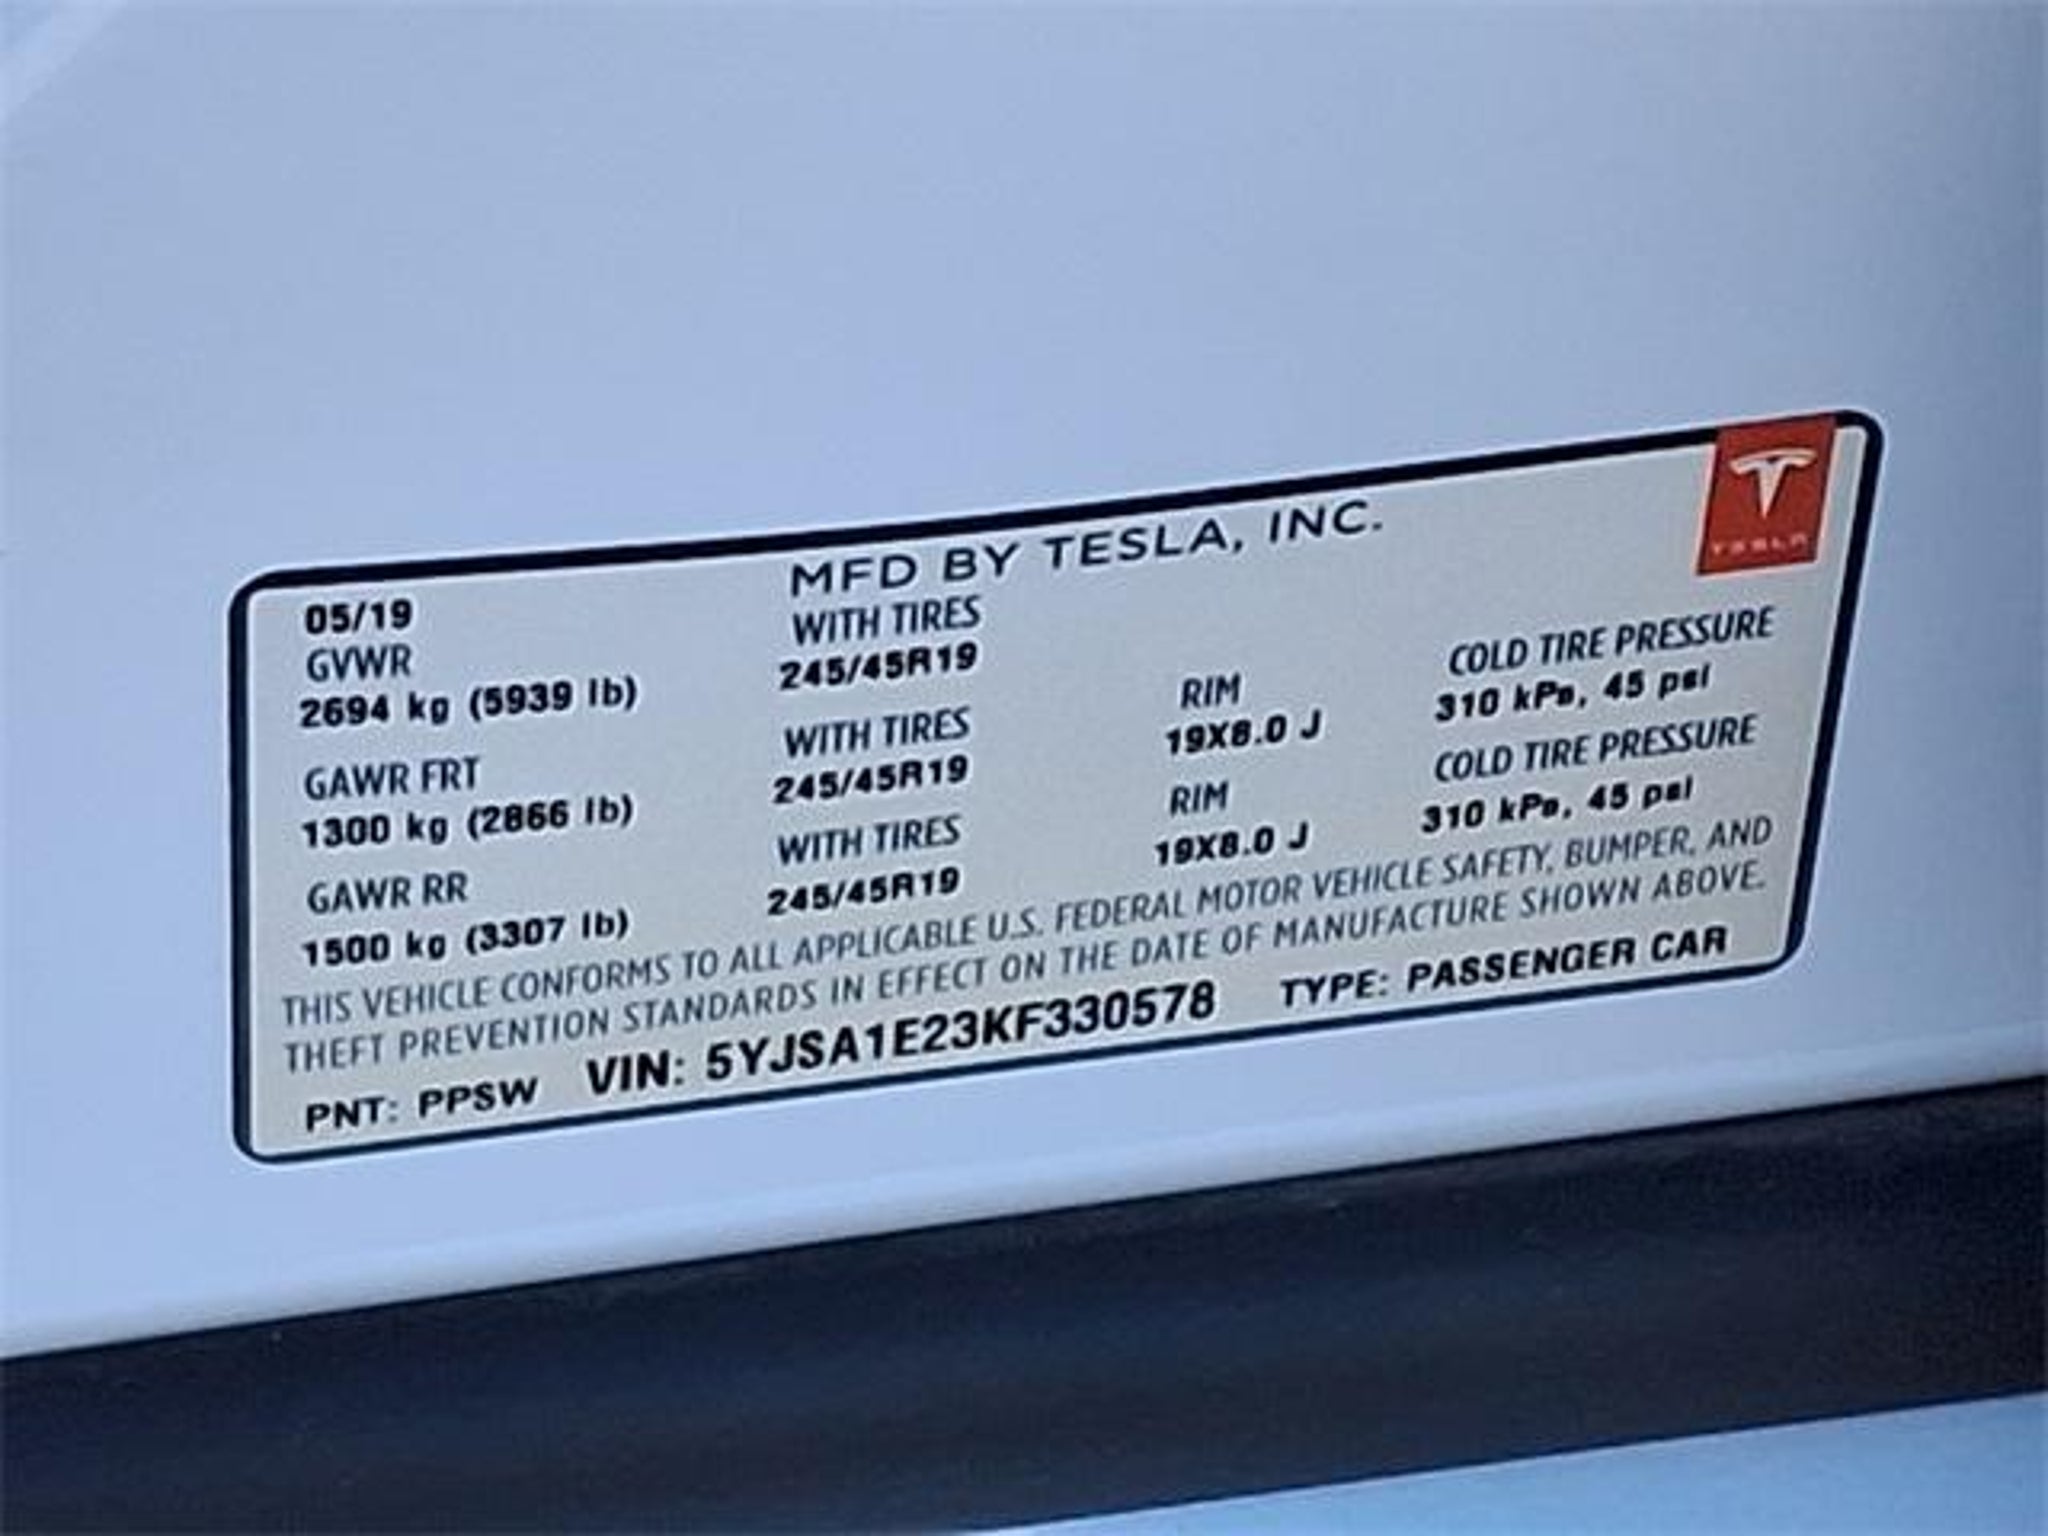 MFD BY TESLA, INC.
TESLA
05/19
GVWR
2694 kg (5939 lb)
WITH TIRES
245/45R19
GAWR FRT
1300 kg (2866 lb)
WITH TIRES
245/45R19
RIM
19X8.0 J
COLD TIRE PRESSURE
310 kPa, 45 psi
GAWR RR
1500 kg (3307 lb)
WITH TIRES
245/45R19
RIM
19X8.0 J
COLD TIRE PRESSURE
310 kPa, 45 psi
THIS VEHICLE CONFORMS TO ALL APPLICABLE U.S. FEDERAL MOTOR VEHICLE SAFETY, BUMPER, AND
THEFT PREVENTION STANDARDS IN EFFECT ON THE DATE OF MANUFACTURE SHOWN ABOVE.
PNT: PPSW VIN: 5YJSA1E23KF330578 TYPE: PASSENGER CAR